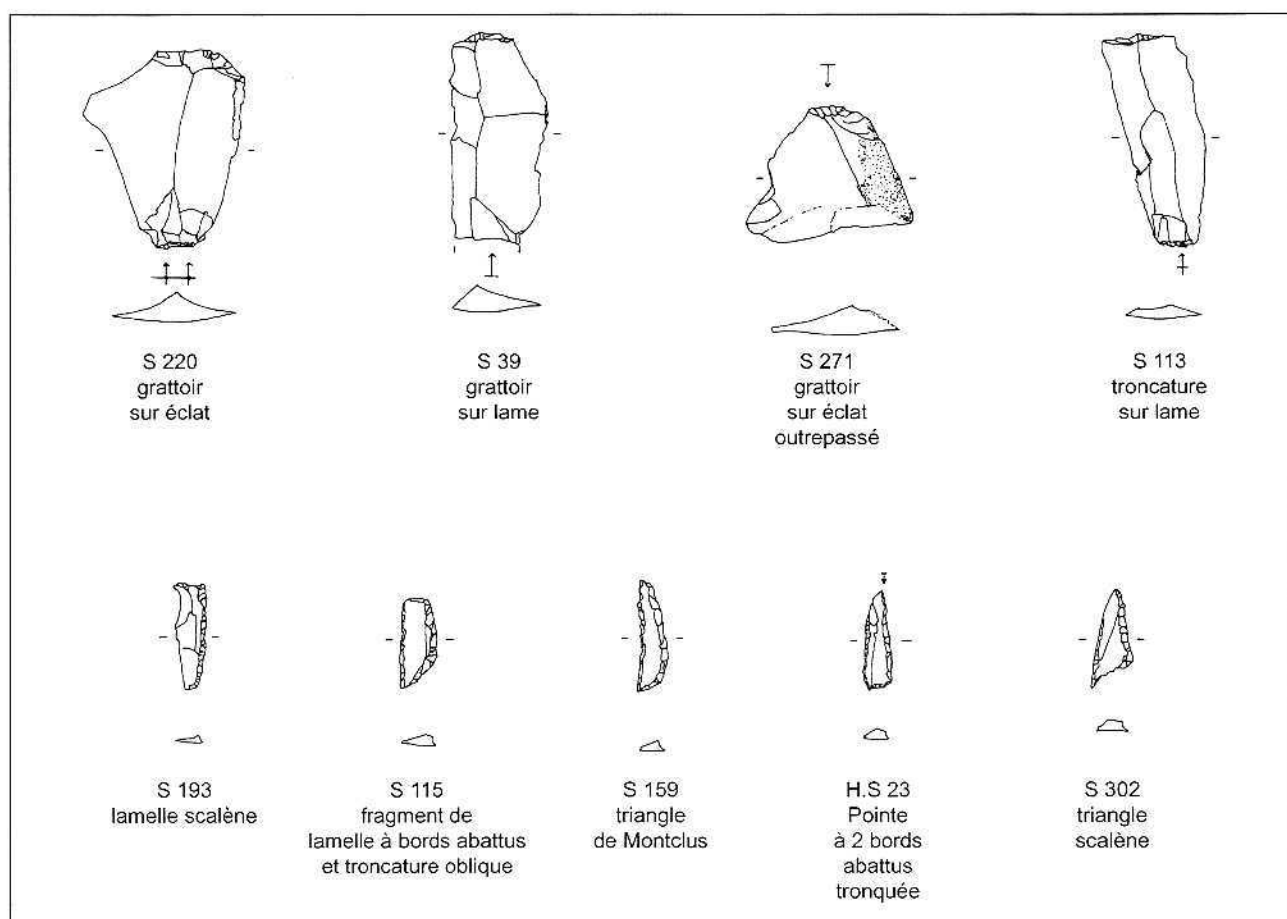 S 220
grattoir
sur éclat
S 39
grattoir
sur lame
S 271
grattoir
sur éclat
outrepassé
S 113
troncature
sur lame
S 193
lamelle scalène
S 115
fragment de
lamelle à bords abattus
et troncature oblique
S 159
triangle
de Montclus
H.S 23
Pointe
à 2 bords
abattus
tronquée
S 302
triangle
scalène